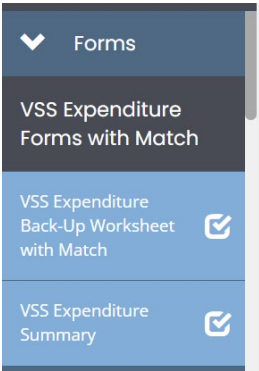 Forms
VSS Expenditure
Forms with Match
VSS Expenditure
Back-Up Worksheet
with Match
VSS Expenditure
Summary